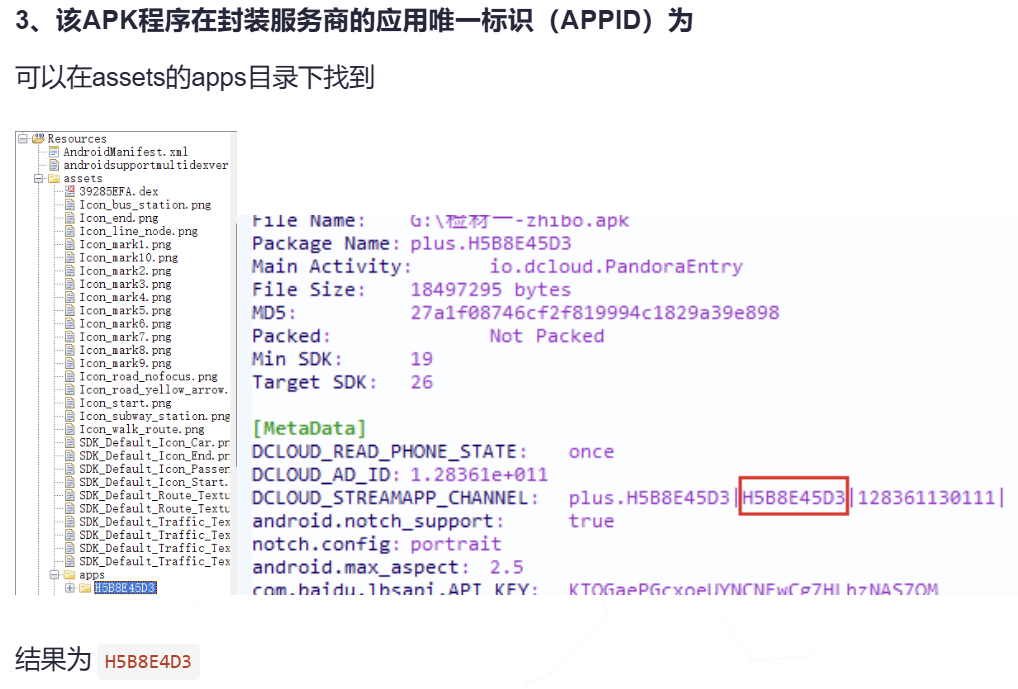 3、该APK程序在封装服务商的应用唯一标识（APPID）为
可以在assets的apps目录下找到
Resources
AndroidManifest.xml
androidsupportmultidexver
assets
39285EFA.dex
Icon_bus_station.png
Icon_end.png
Icon_line_node.png
Icon_mark1.png
Icon_mark10.png
Icon_mark2.png
Icon_mark3.png
Icon_mark4.png
Icon_mark5.png
Icon_mark6.png
Icon_mark7.png
Icon_mark8.png
Icon_mark9.png
Icon_road_nofocus.png
Icon_road_yellow_arrow.
Icon_start.png
Icon_subway_station.png
Icon_walk_route.png
SDK_Default_Icon_Car.pr
SDK_Default_Icon_End.pr
SDK_Default_Icon_Passer
SDK_Default_Icon_Start.
SDK_Default_Route_Textu
SDK_Default_Route_Textu
SDK_Default_Traffic_Tex
SDK_Default_Traffic_Tex
SDK_Default_Traffic_Tex
SDK_Default_Traffic_Tex
apps
H5B8E45D3
File Name: G:\检材一-zhibo.apk
Package Name: plus.H5B8E45D3
Main Activity: io.dcloud.PandoraEntry
File Size: 18497295 bytes
MD5: 27a1f08746cf2f819994c1829a39e898
Packed: Not Packed
Min SDK: 19
Target SDK: 26
[MetaData]
DCLOUD_READ_PHONE_STATE: once
DCLOUD_AD_ID: 1.28361e+011
DCLOUD_STREAMAPP_CHANNEL: plus.H5B8E45D3|H5B8E45D3|128361130111|
android.notch_support: true
notch.config: portrait
android.max_aspect: 2.5
com.baidu.lbsapi.API_KEY:
结果为 H5B8E4D3